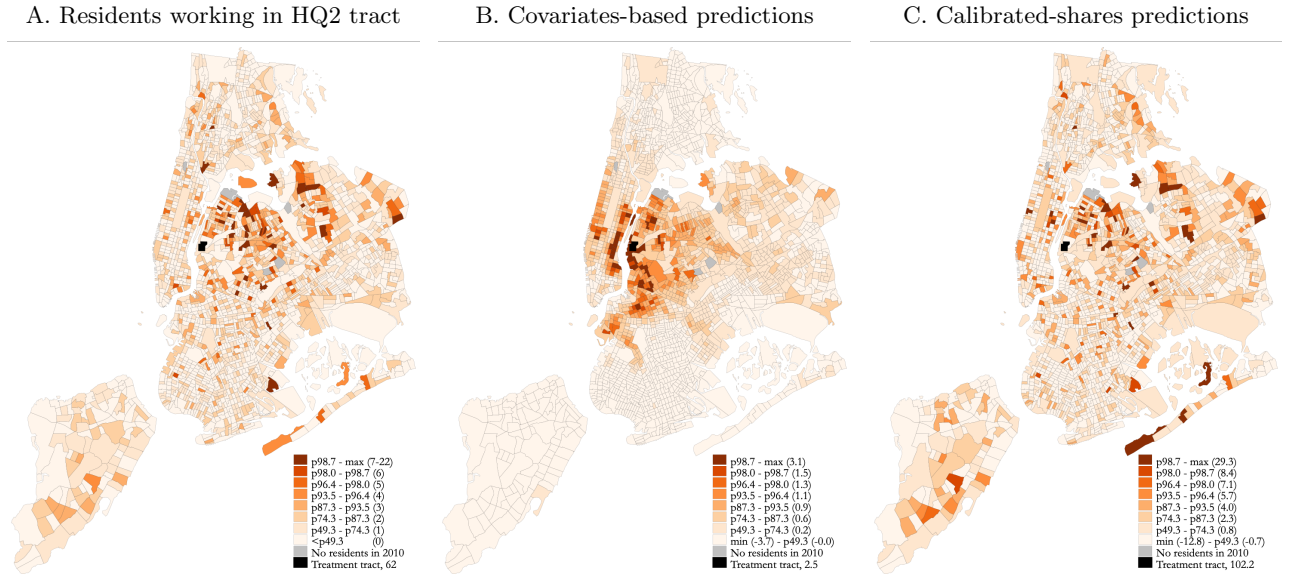 A. Residents working in HQ2 tract
B. Covariates-based predictions
C. Calibrated-shares predictions
p98.7 - max (7-22)
p98.0 - p98.7 (6)
p96.4 - p98.0 (5)
p93.5 - p96.4 (4)
p87.3 - p93.5 (3)
p74.3 - p87.3 (2)
p49.3 - p74.3 (1)
<p49.3 (0)
No residents in 2010
Treatment tract, 62
p98.7 - max (3.1)
p98.0 - p98.7 (1.5)
p96.4 - p98.0 (1.3)
p93.5 - p96.4 (1.1)
p87.3 - p93.5 (0.9)
p74.3 - p87.3 (0.6)
p49.3 - p74.3 (0.2)
min (-3.7) - p49.3 (-0.0)
No residents in 2010
Treatment tract, 2.5
p98.7 - max (29.3)
p98.0 - p98.7 (8.4)
p96.4 - p98.0 (7.1)
p93.5 - p96.4 (5.7)
p87.3 - p93.5 (4.0)
p74.3 - p87.3 (2.3)
p49.3 - p74.3 (0.8)
min (-12.8) - p49.3 (-0.7)
No residents in 2010
Treatment tract, 102.2